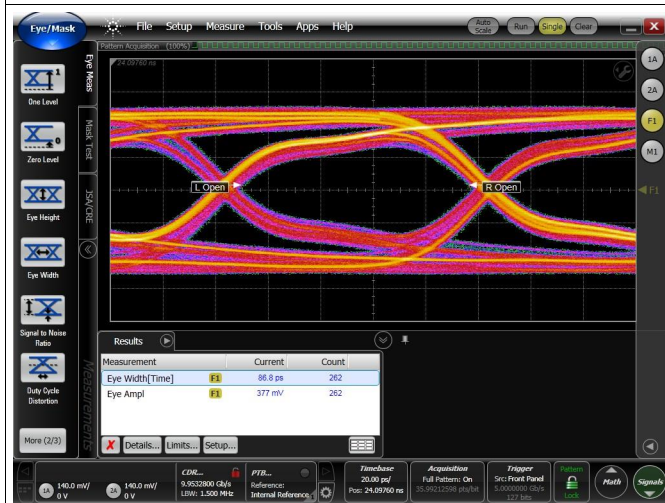 Eye/Mask
File Setup Measure Tools Apps Help
Auto Scale
Run
Single
Clear
Pattern Acquisition (100%)
24.09760 ns
Eye Meas
Mask Test
JSA/CRE
One Level
Zero Level
Eye Height
Eye Width
Signal to Noise Ratio
Duty Cycle Distortion
More (2/3)
Measurements
L Open
R Open
1A
2A
F1
M1
F1
Results
Measurement Current Count
Eye Width[Time] F1 86.8 ps 262
Eye Ampl F1 377 mV 262
Details... Limits... Setup...
1A 140.0 mV/ 0 V
2A 140.0 mV/ 0 V
CDR...
9.9532800 Gb/s
LBW: 1.500 MHz
PTB...
Reference:
Internal Reference
Timebase
20.00 ps/
Pos: 24.09760 ns
Acquisition
Full Pattern: On
35.99212598 pts/bit
Trigger
Src: Front Panel
5.0000000 Gb/s
127 bits
Pattern
Lock
Math
Signals